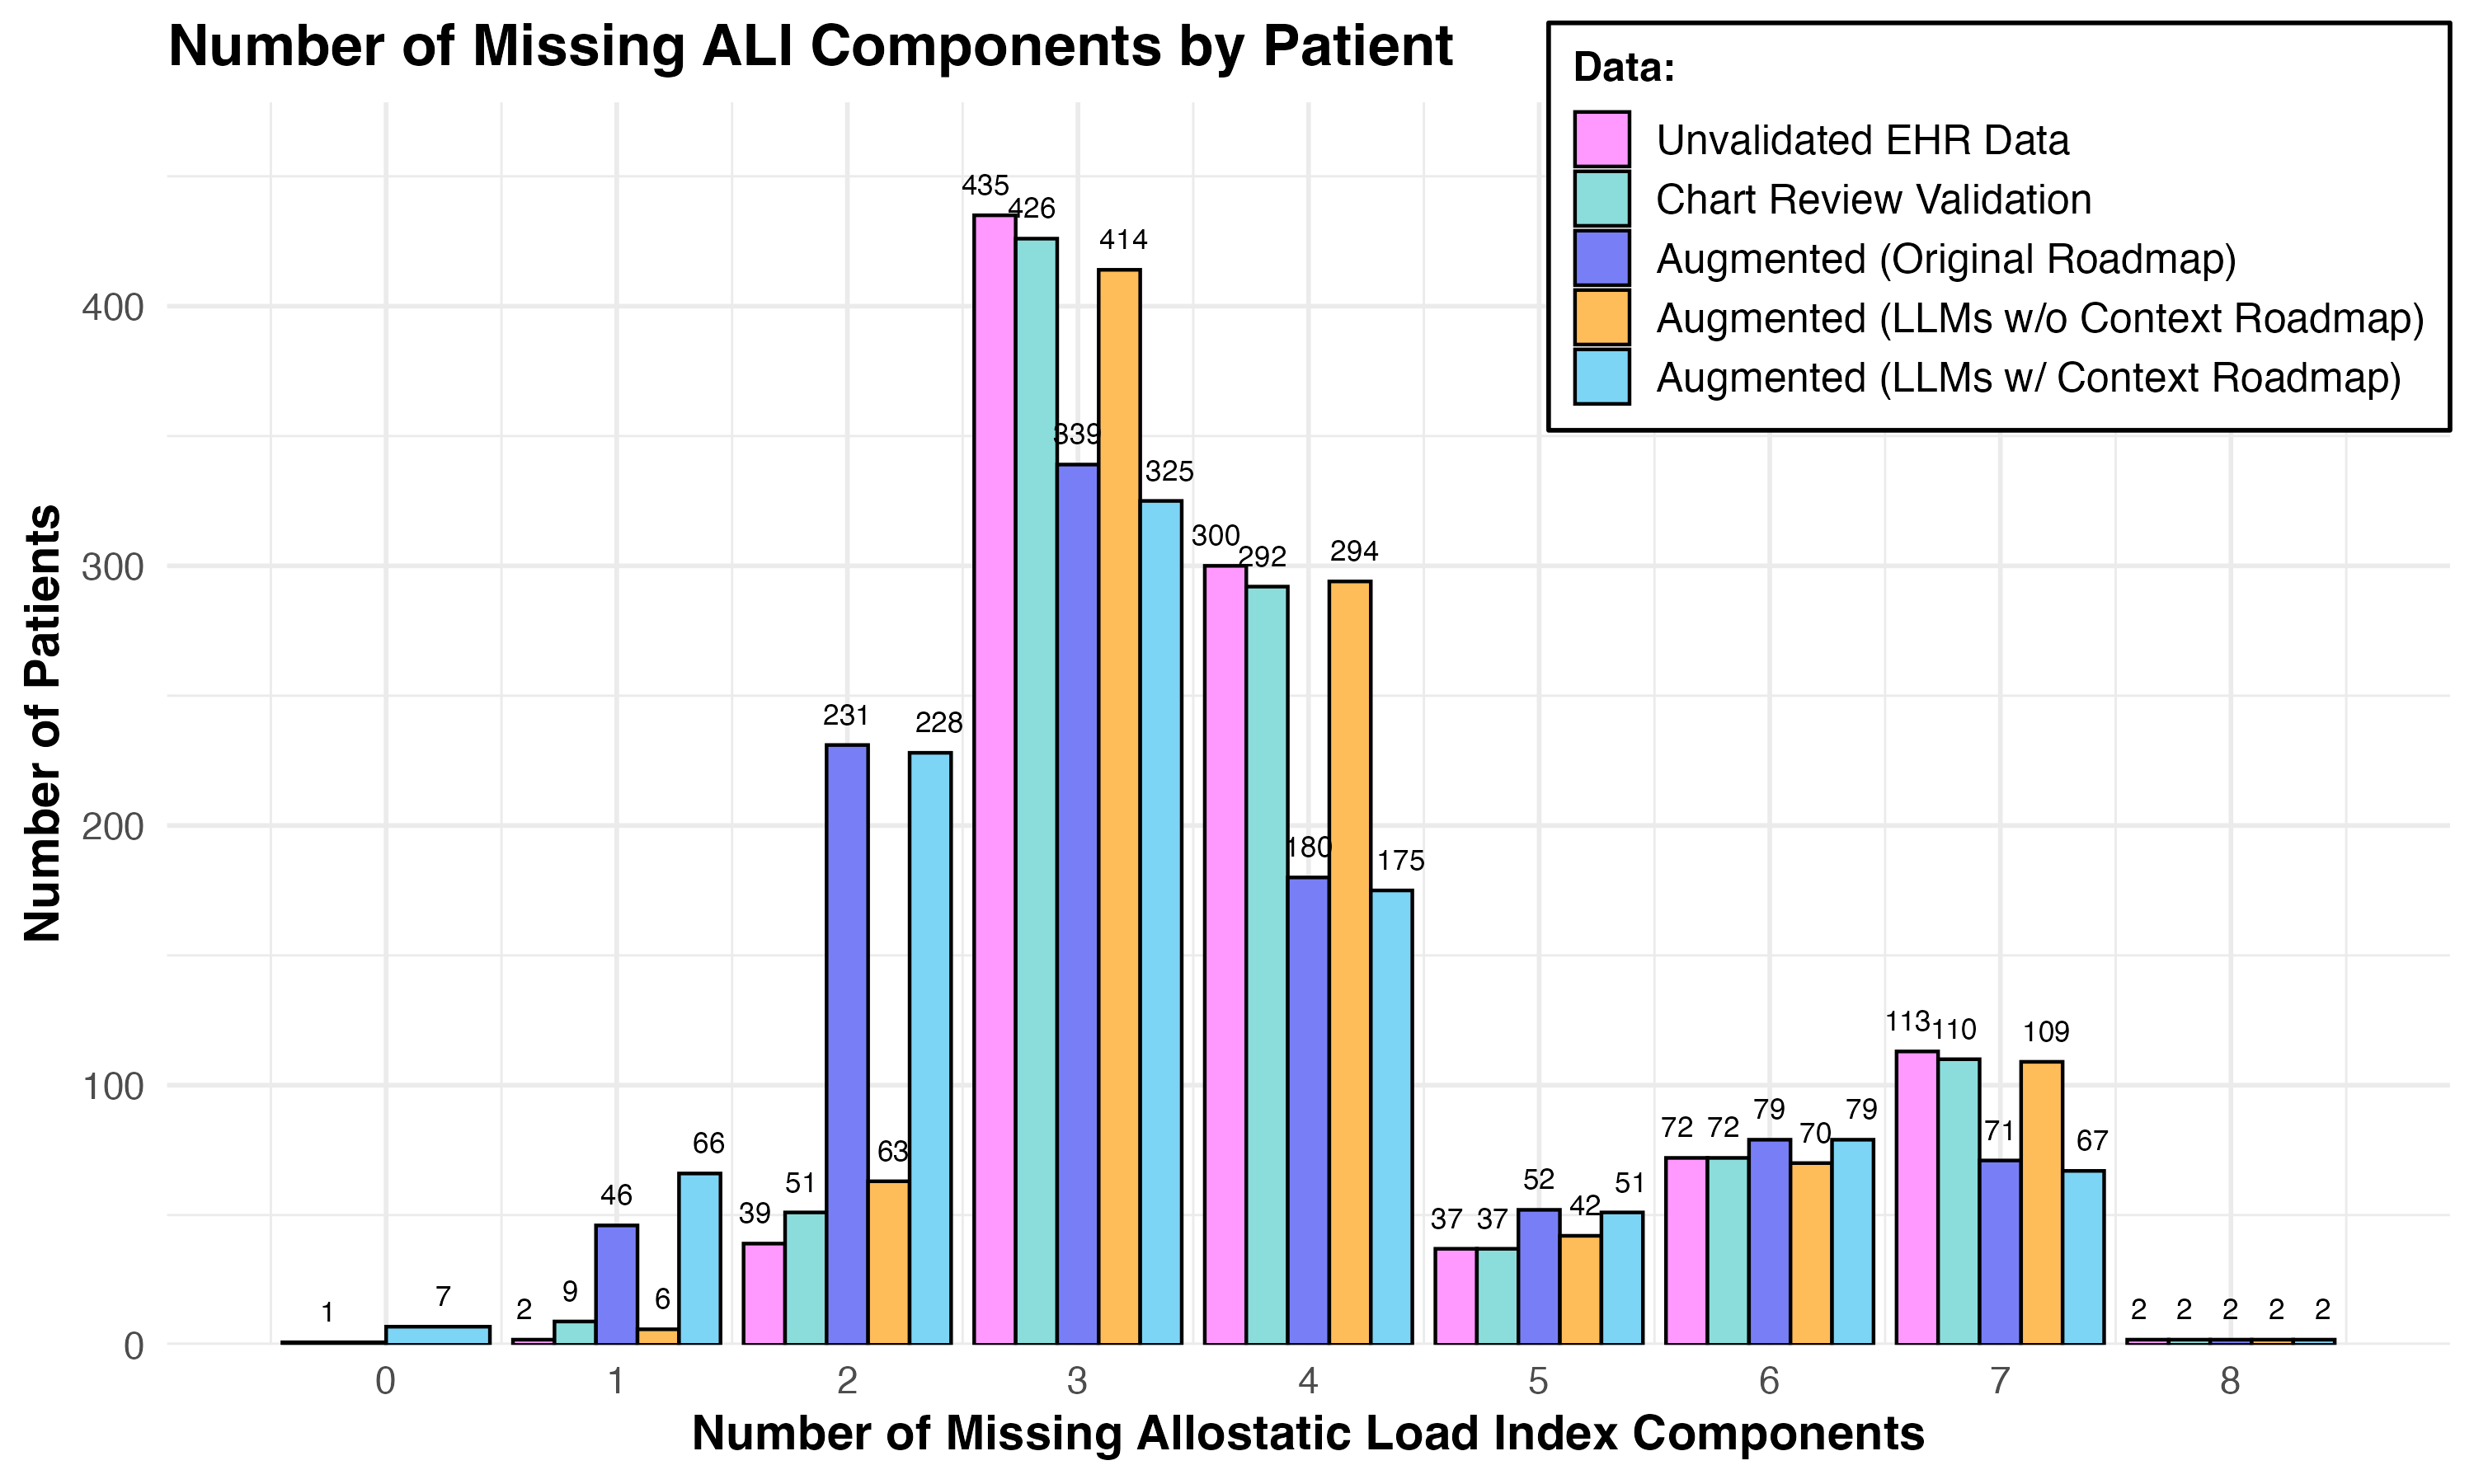 Number of Missing ALI Components by Patient
Data:
Unvalidated EHR Data
Chart Review Validation
Augmented (Original Roadmap)
Augmented (LLMs w/o Context Roadmap)
Augmented (LLMs w/ Context Roadmap)
Number of Patients
400
300
200
100
0
1 7
2 9 46 6 66
39 51 231 63 228
435 426 339 414 325
300 292 180 294 175
37 37 52 42 51
72 72 79 70 79
113 110 71 109 67
2 2 2 2 2
0 1 2 3 4 5 6 7 8
Number of Missing Allostatic Load Index Components